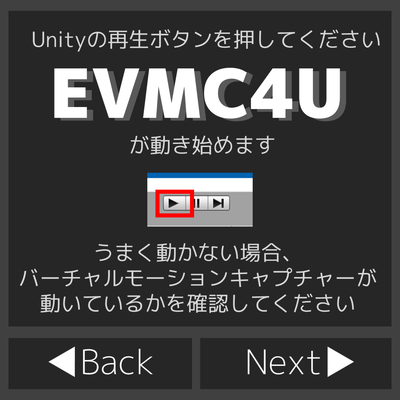 Unityの再生ボタンを押してください
EVMC4U
が動き始めます
うまく動かない場合、
バーチャルモーションキャプチャーが
動いているかを確認してください
◀Back
Next▶